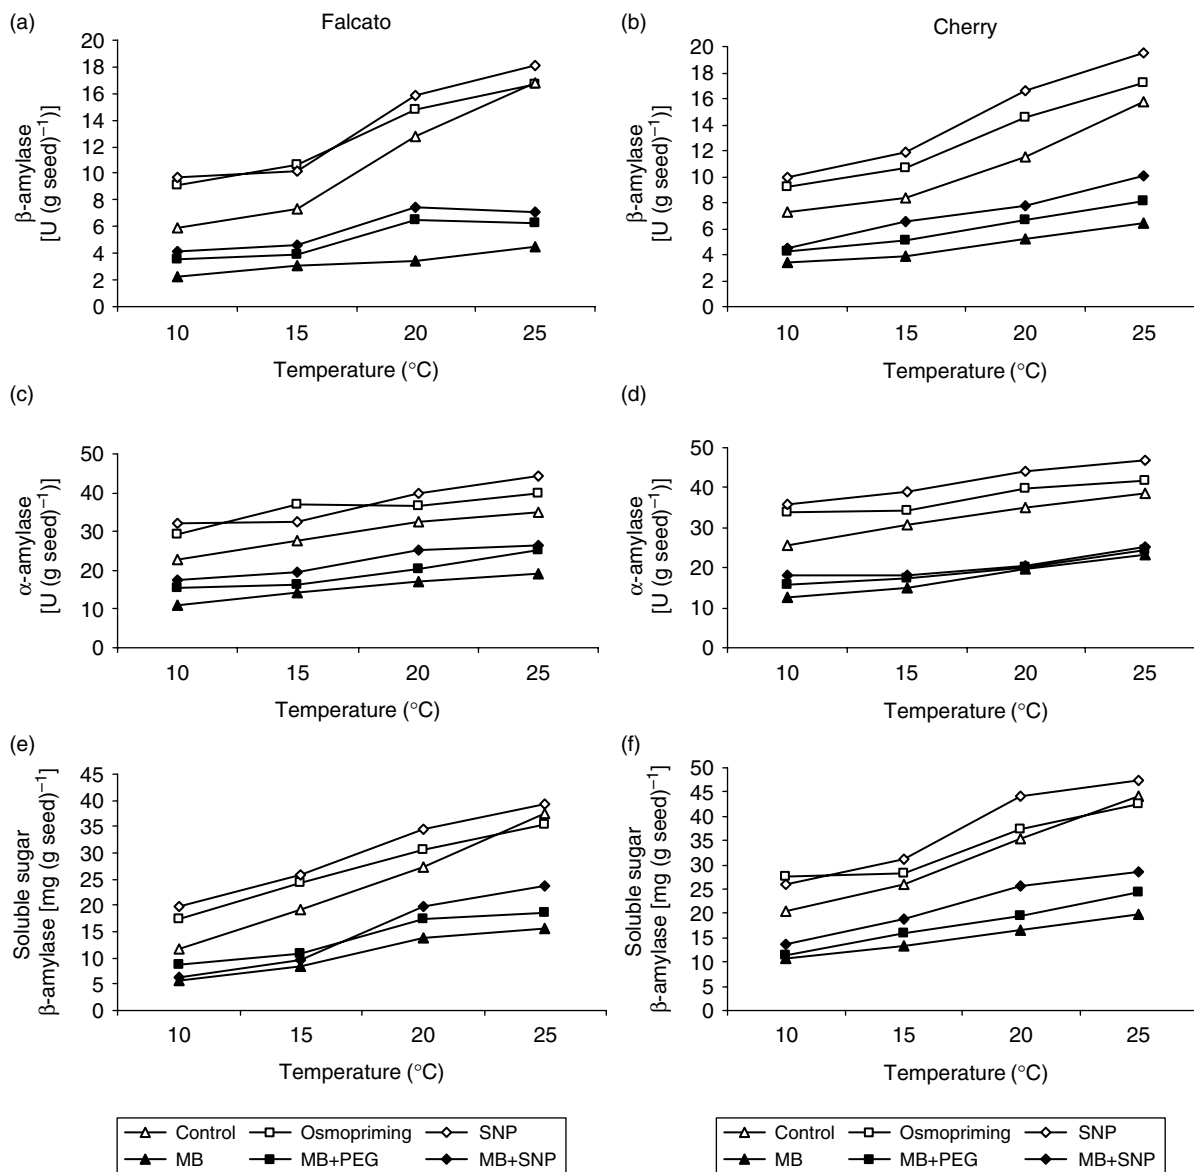 (a) Falcato
20
18
16
14
12
10
8
6
4
2
0
β-amylase
[U (g seed)⁻¹)]
10 15 20 25
Temperature (°C)
(b) Cherry
20
18
16
14
12
10
8
6
4
2
0
β-amylase
[U (g seed)⁻¹)]
10 15 20 25
Temperature (°C)
(c)
50
40
30
20
10
0
α-amylase
[U (g seed)⁻¹)]
10 15 20 25
Temperature (°C)
(d)
50
40
30
20
10
0
α-amylase
[U (g seed)⁻¹)]
10 15 20 25
Temperature (°C)
(e)
45
40
35
30
25
20
15
10
5
0
Soluble sugar
β-amylase [mg (g seed)⁻¹]
10 15 20 25
Temperature (°C)
(f)
50
45
40
35
30
25
20
15
10
5
0
Soluble sugar
β-amylase [mg (g seed)⁻¹]
10 15 20 25
Temperature (°C)
Control Osmopriming SNP
MB MB+PEG MB+SNP
Control Osmopriming SNP
MB MB+PEG MB+SNP